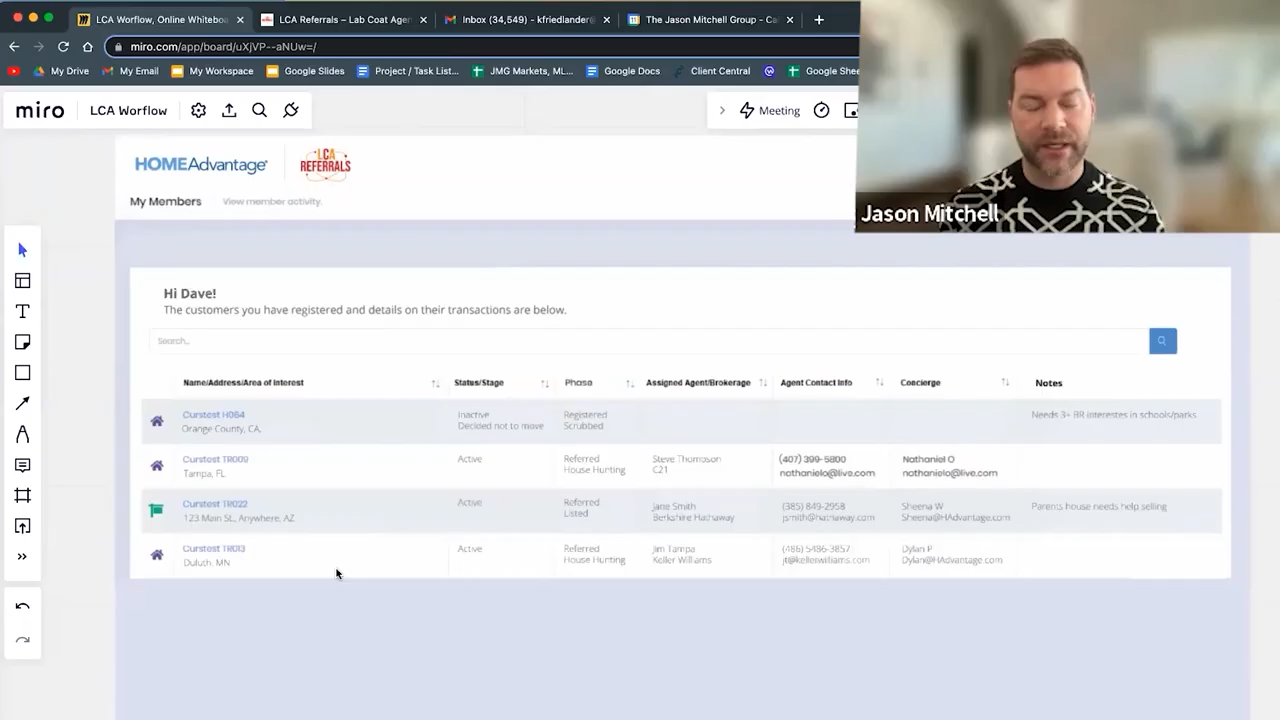 LCA Worflow, Online Whitebo
LCA Referrals – Lab Coat Agen
Inbox (34,549) - kfriedlander@
The Jason Mitchell Group - Ca
miro.com/app/board/uXjVP--aNUw=/
My Drive
My Email
My Workspace
Google Slides
Project / Task List...
JMG Markets, ML...
Google Docs
Client Central
Google Shee
miro
LCA Worflow
Meeting
Jason Mitchell
HOMEAdvantage
LCA
REFERRALS
My Members
View member activity.
Hi Dave!
The customers you have registered and details on their transactions are below.
Search..
Name/Address/Area of Interest
Status/Stage
Phase
Assigned Agent/Brokerage
Agent Contact Info
Concierge
Notes
Curstest H064
Orange County, CA,
Inactive
Decided not to move
Registered
Scrubbed
Needs 3+ BR interestes in schools/parks
Curstest TR009
Tampa, FL
Active
Referred
House Hunting
Steve Thomoson
C21
(407) 399-5800
nathanielo@live.com
Nathaniel O
nathanielo@live.com
Curstest TR022
123 Main St., Anywhere, AZ
Active
Referred
Listed
Jane Smith
Berkshire Hathaway
(385) 849-2958
jsmith@hathaway.com
Sheena W
Sheena@HAdvantage.com
Parents house needs help selling
Curstest TR013
Duluth, MN
Active
Referred
House Hunting
Jim Tampa
Keller Williams
(486) 5486-3857
jt@kellerwilliams.com
Dylan P
Dylan@HAdvantage.com